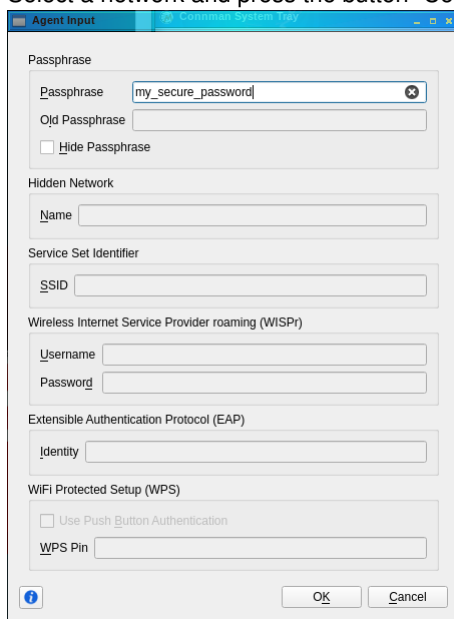 Select a network and press the button "Co
Agent Input
Connman System Tray
Passphrase
Passphrase my_secure_password
Old Passphrase
Hide Passphrase
Hidden Network
Name
Service Set Identifier
SSID
Wireless Internet Service Provider roaming (WISPr)
Username
Password
Extensible Authentication Protocol (EAP)
Identity
WiFi Protected Setup (WPS)
Use Push Button Authentication
WPS Pin
OK Cancel